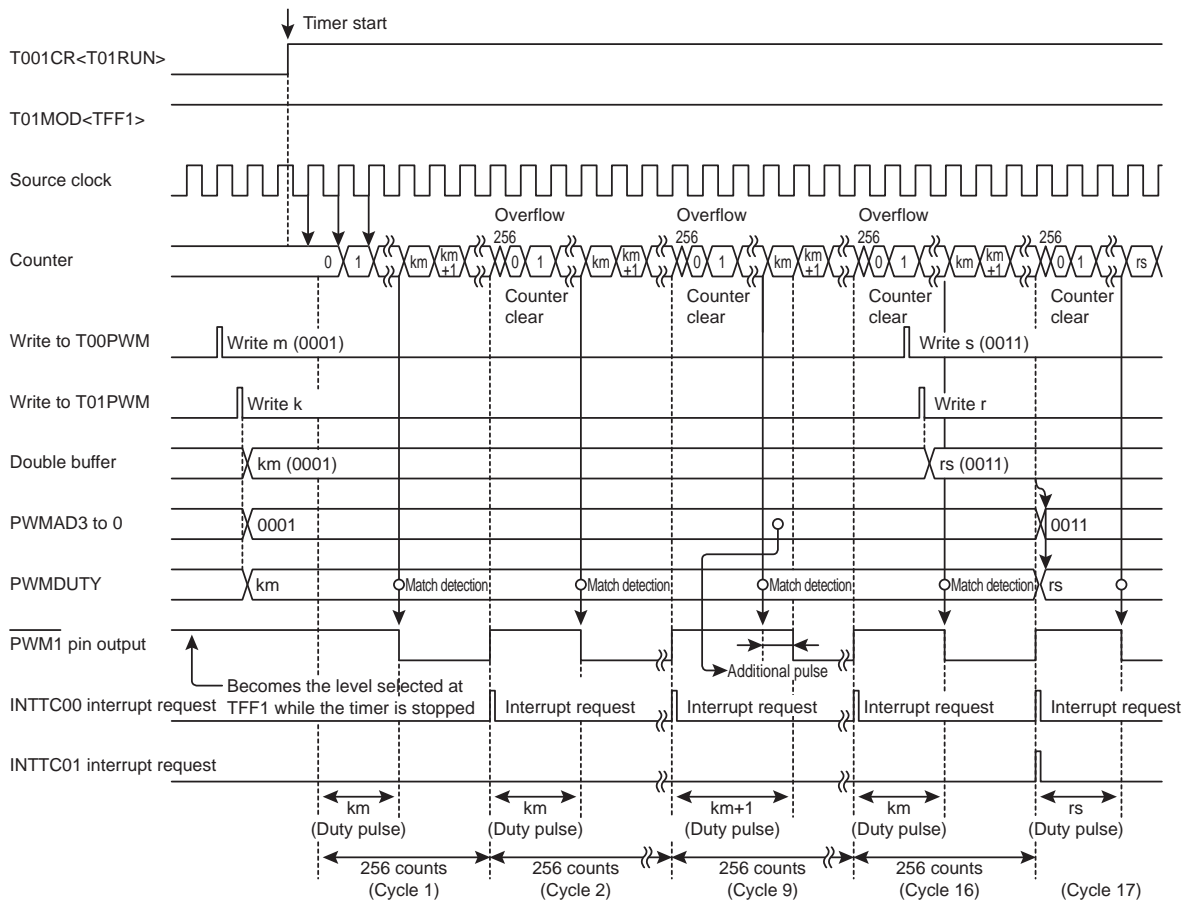 Timer start
T001CR<T01RUN>
T01MOD<TFF1>
Source clock
Overflow Overflow Overflow
256 256 256 256
Counter 0 1 km km+1 0 1 km km+1 0 1 km km+1 0 1 km km+1 0 1 rs
Counter clear Counter clear Counter clear Counter clear
Write to T00PWM Write m (0001) Write s (0011)
Write to T01PWM Write k Write r
Double buffer km (0001) rs (0011)
PWMAD3 to 0 0001 0011
PWMDUTY km Match detection Match detection Match detection Match detection rs
PWM1 pin output
Additional pulse
Becomes the level selected at
TFF1 while the timer is stopped
INTTC00 interrupt request Interrupt request Interrupt request Interrupt request Interrupt request
INTTC01 interrupt request
km km km+1 km rs
(Duty pulse) (Duty pulse) (Duty pulse) (Duty pulse) (Duty pulse)
256 counts 256 counts 256 counts 256 counts
(Cycle 1) (Cycle 2) (Cycle 9) (Cycle 16) (Cycle 17)